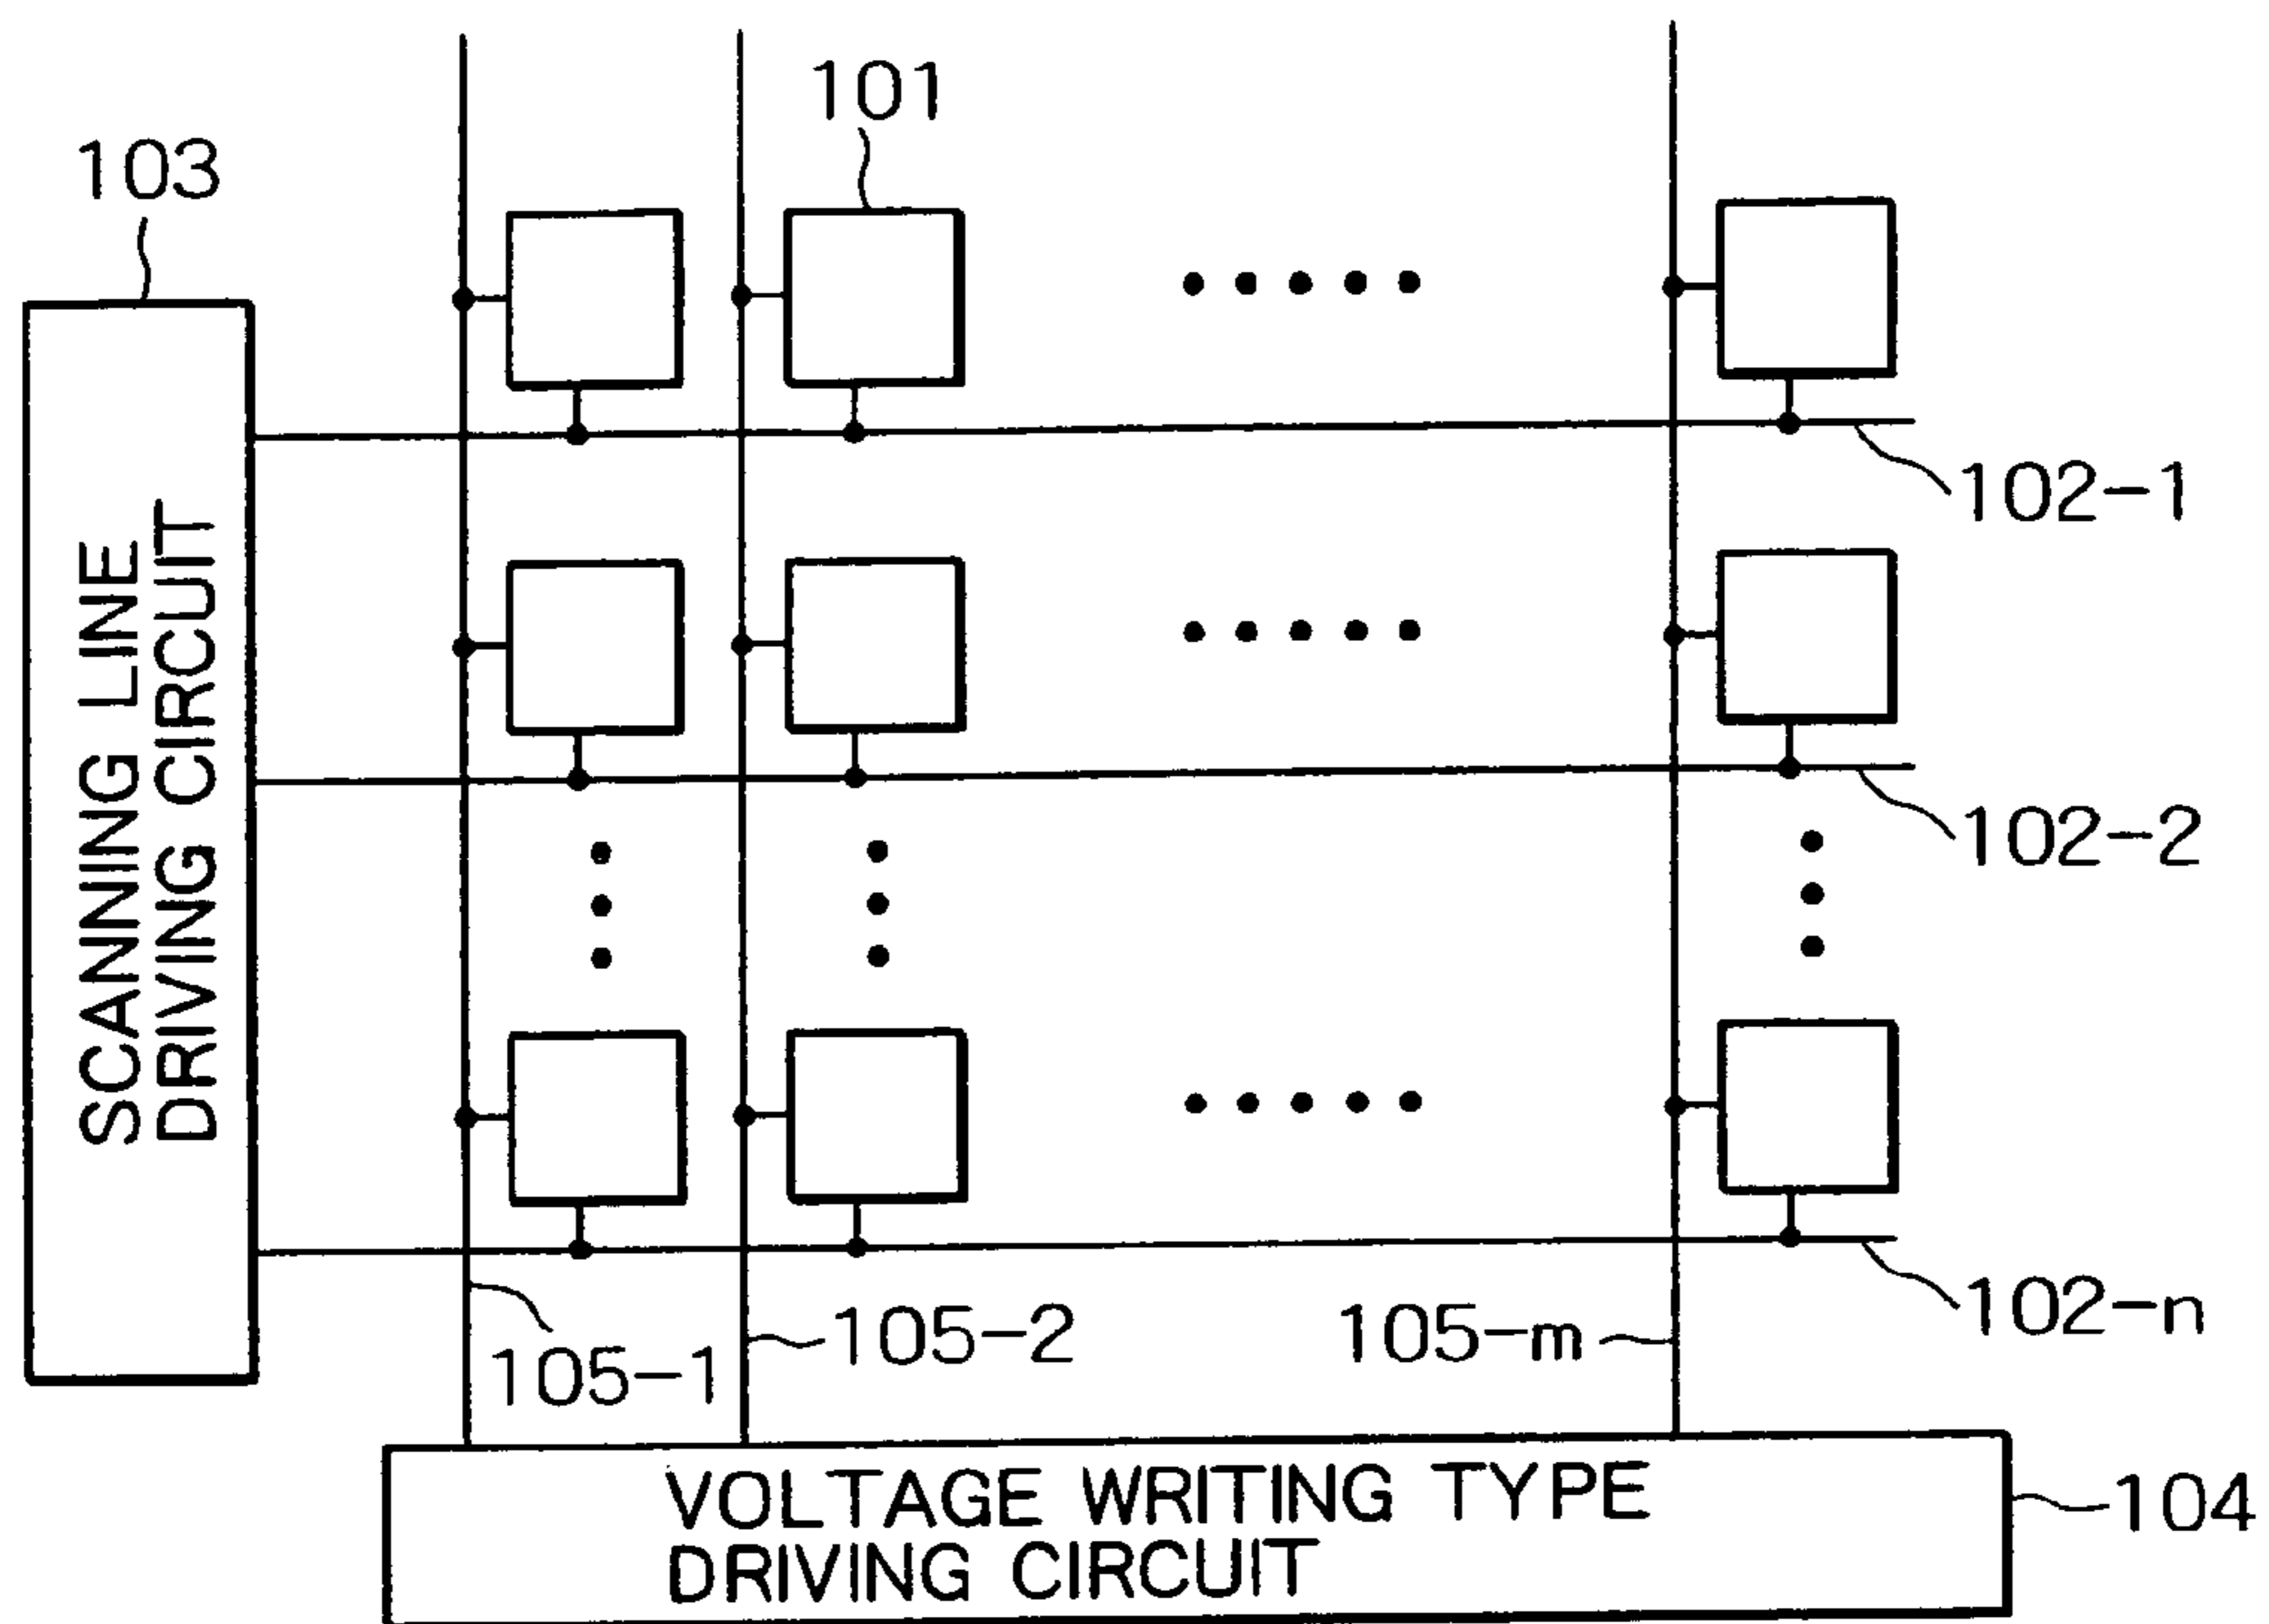 101
103
102-1
SCANNING LINE
DRIVING CIRCUIT
102-2
102-n
105-1
105-2
105-m
VOLTAGE WRITING TYPE
DRIVING CIRCUIT
104